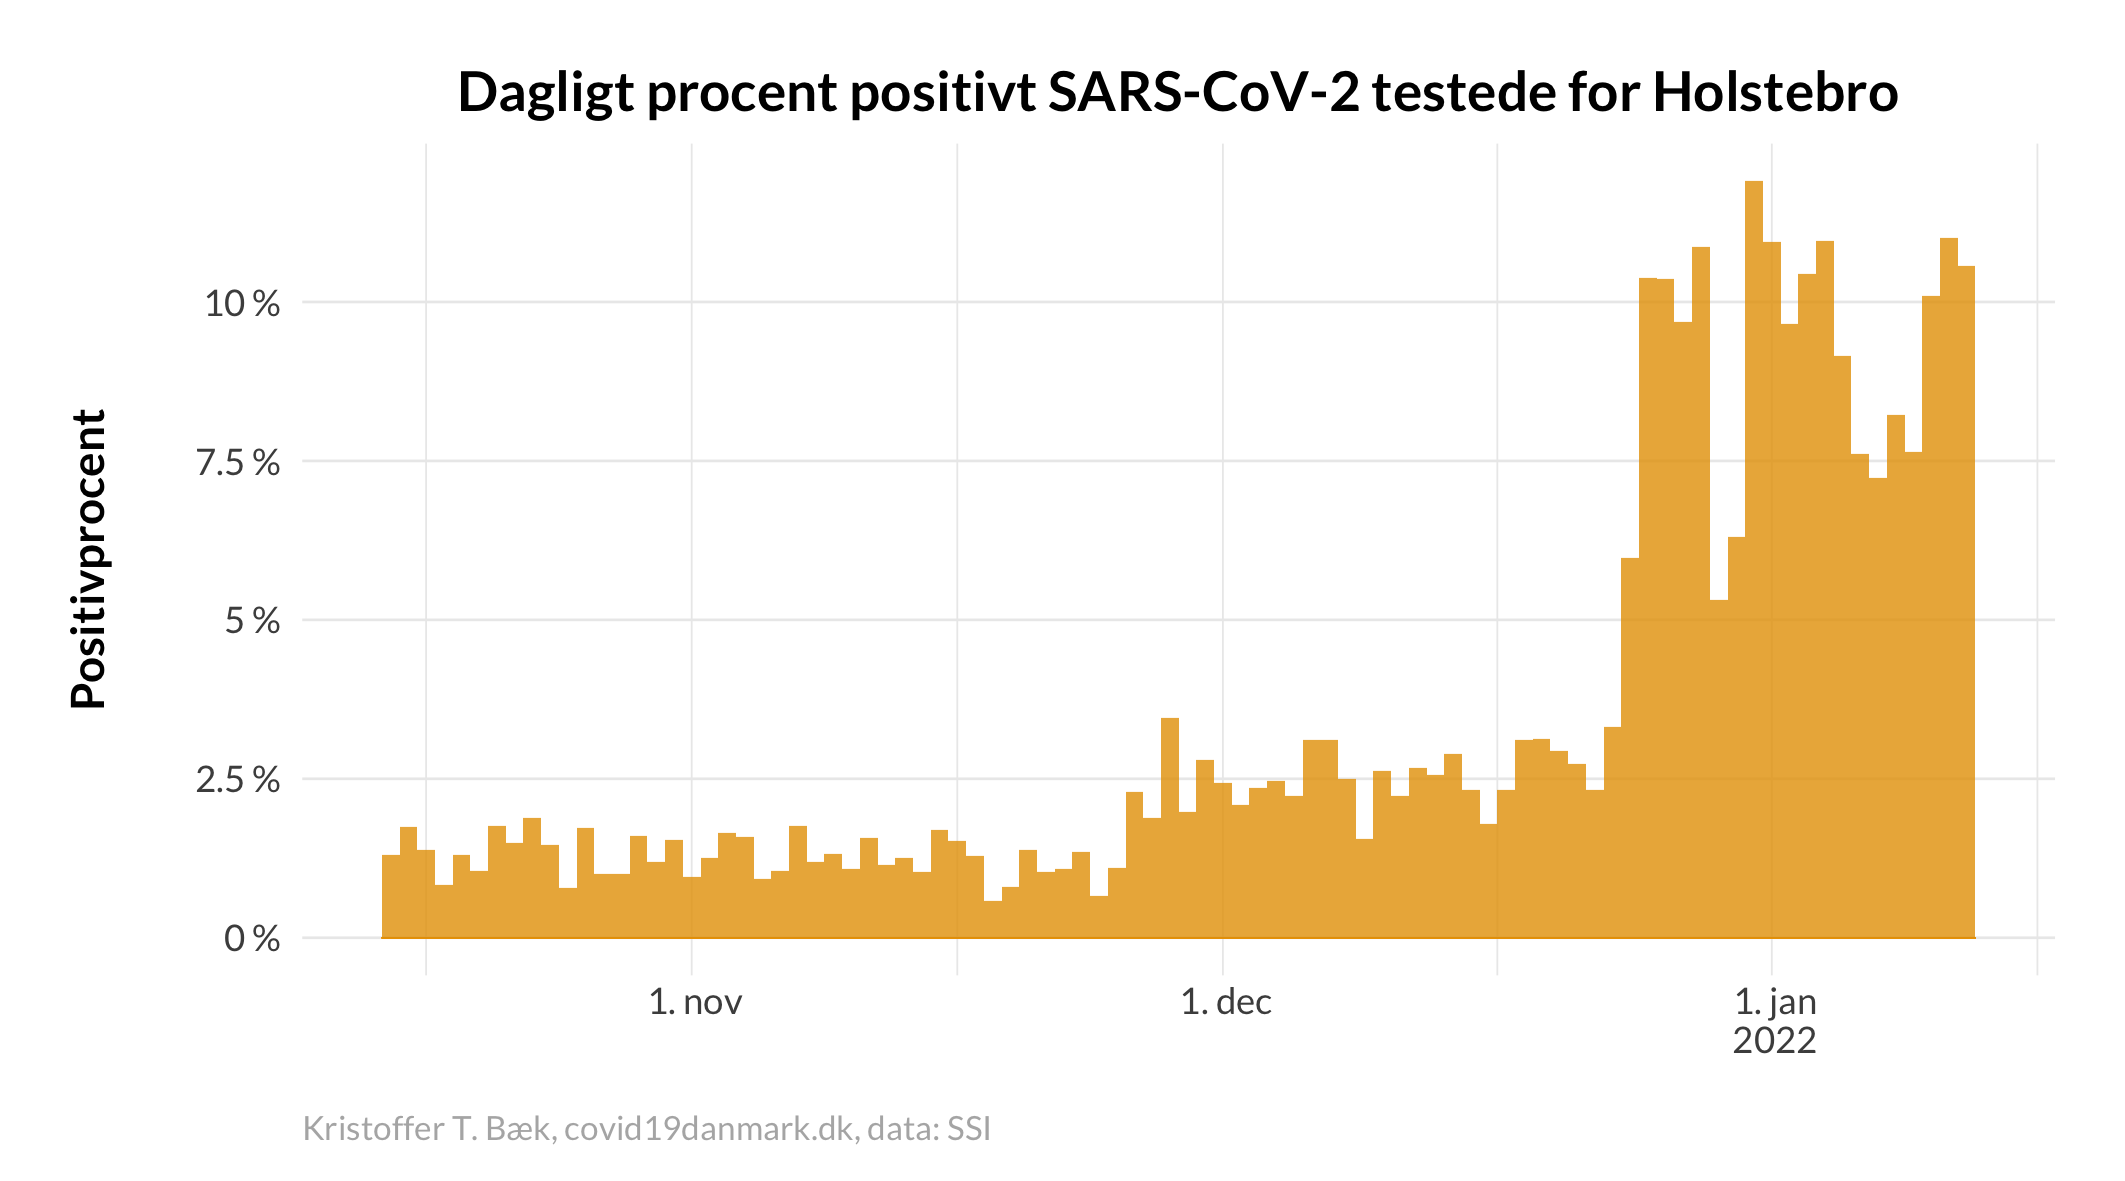 Dagligt procent positivt SARS-CoV-2 testede for Holstebro
Positivprocent
10 %
7.5 %
5 %
2.5 %
0 %
1. nov
1. dec
1. jan
2022
Kristoffer T. Bæk, covid19danmark.dk, data: SSI